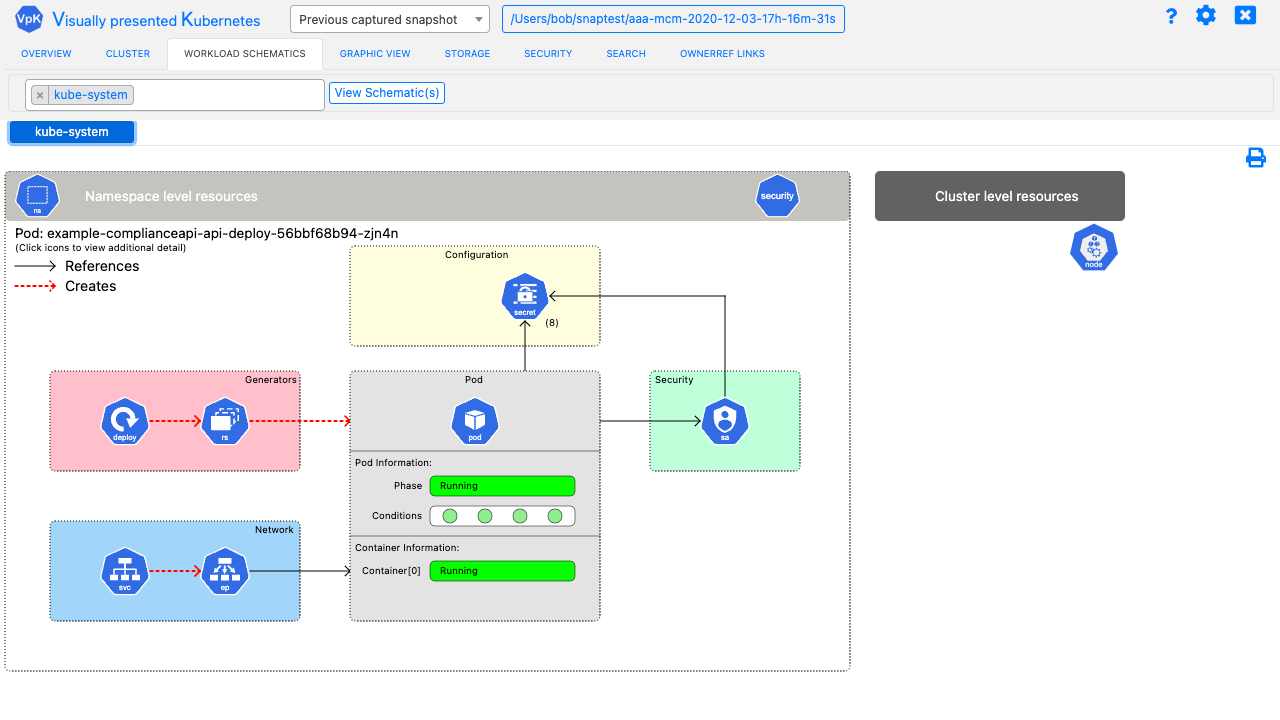 VpK
Visually presented Kubernetes
Previous captured snapshot
/Users/bob/snaptest/aaa-mcm-2020-12-03-17h-16m-31s
?
OVERVIEW
CLUSTER
WORKLOAD SCHEMATICS
GRAPHIC VIEW
STORAGE
SECURITY
SEARCH
OWNERREF LINKS
× kube-system
View Schematic(s)
kube-system
ns
Namespace level resources
security
Cluster level resources
node
Pod: example-complianceapi-api-deploy-56bbf68b94-zjn4n
(Click icons to view additional detail)
References
Creates
Configuration
secret
(8)
Generators
deploy
rs
Pod
pod
Security
sa
Pod Information:
Phase
Running
Conditions
Network
svc
ep
Container Information:
Container[0]
Running